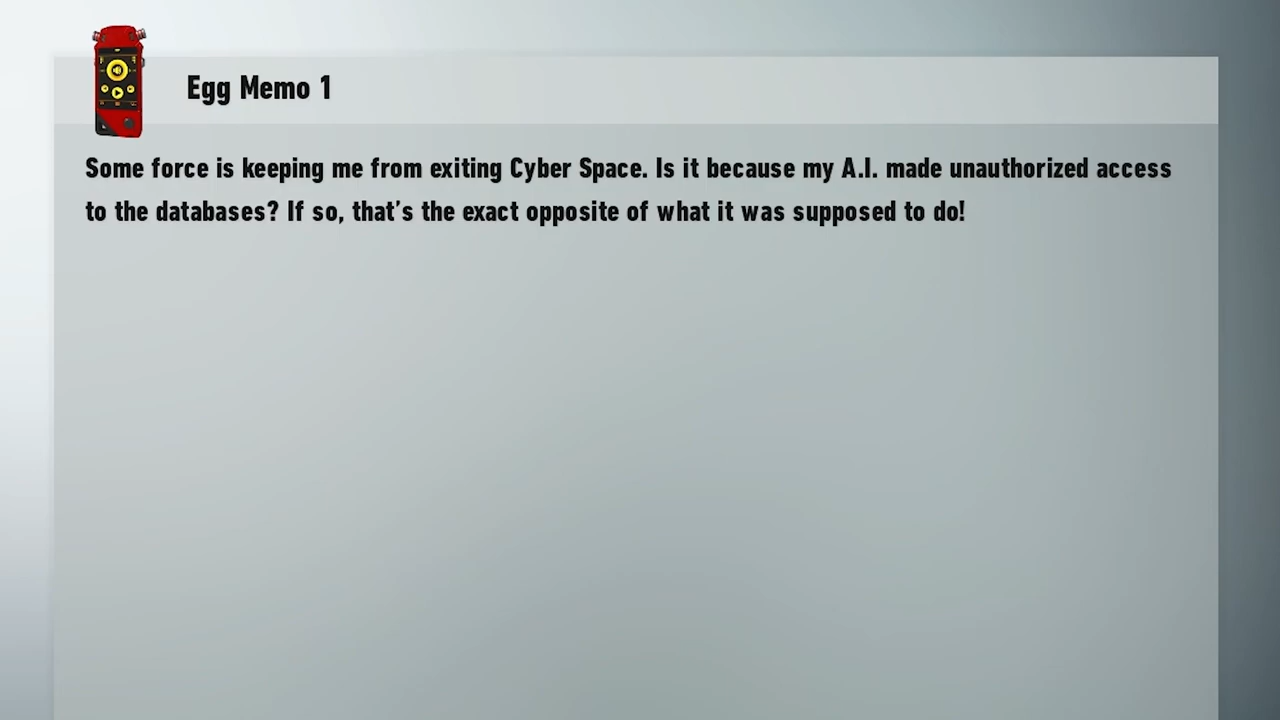 Egg Memo 1
Some force is keeping me from exiting Cyber Space. Is it because my A.I. made unauthorized access
to the databases? If so, that's the exact opposite of what it was supposed to do!